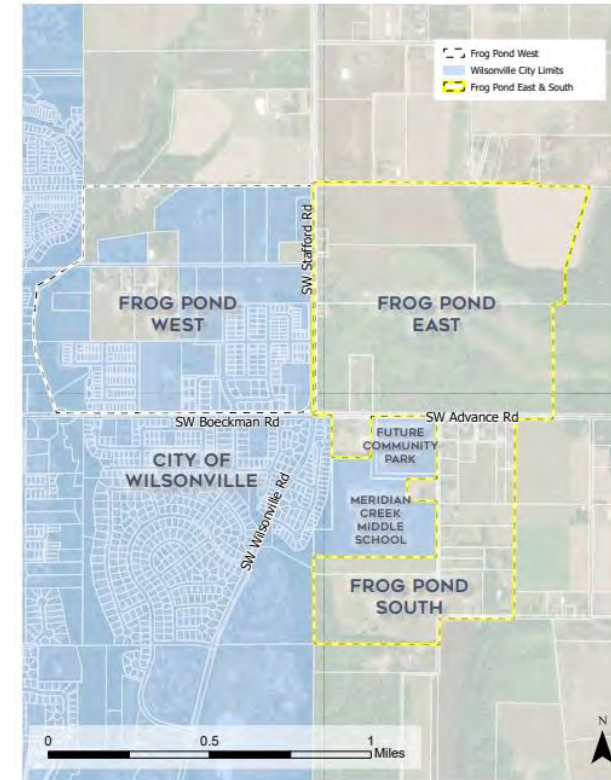 Frog Pond West
Wilsonville City Limits
Frog Pond East & South
SW Stafford Rd
FROG POND
WEST
FROG POND
EAST
SW Boeckman Rd
SW Advance Rd
FUTURE
COMMUNITY
PARK
CITY OF
WILSONVILLE
SW Wilsonville Rd
MERIDIAN
CREEK
MIDDLE
SCHOOL
FROG POND
SOUTH
0 0.5 1
Miles
N